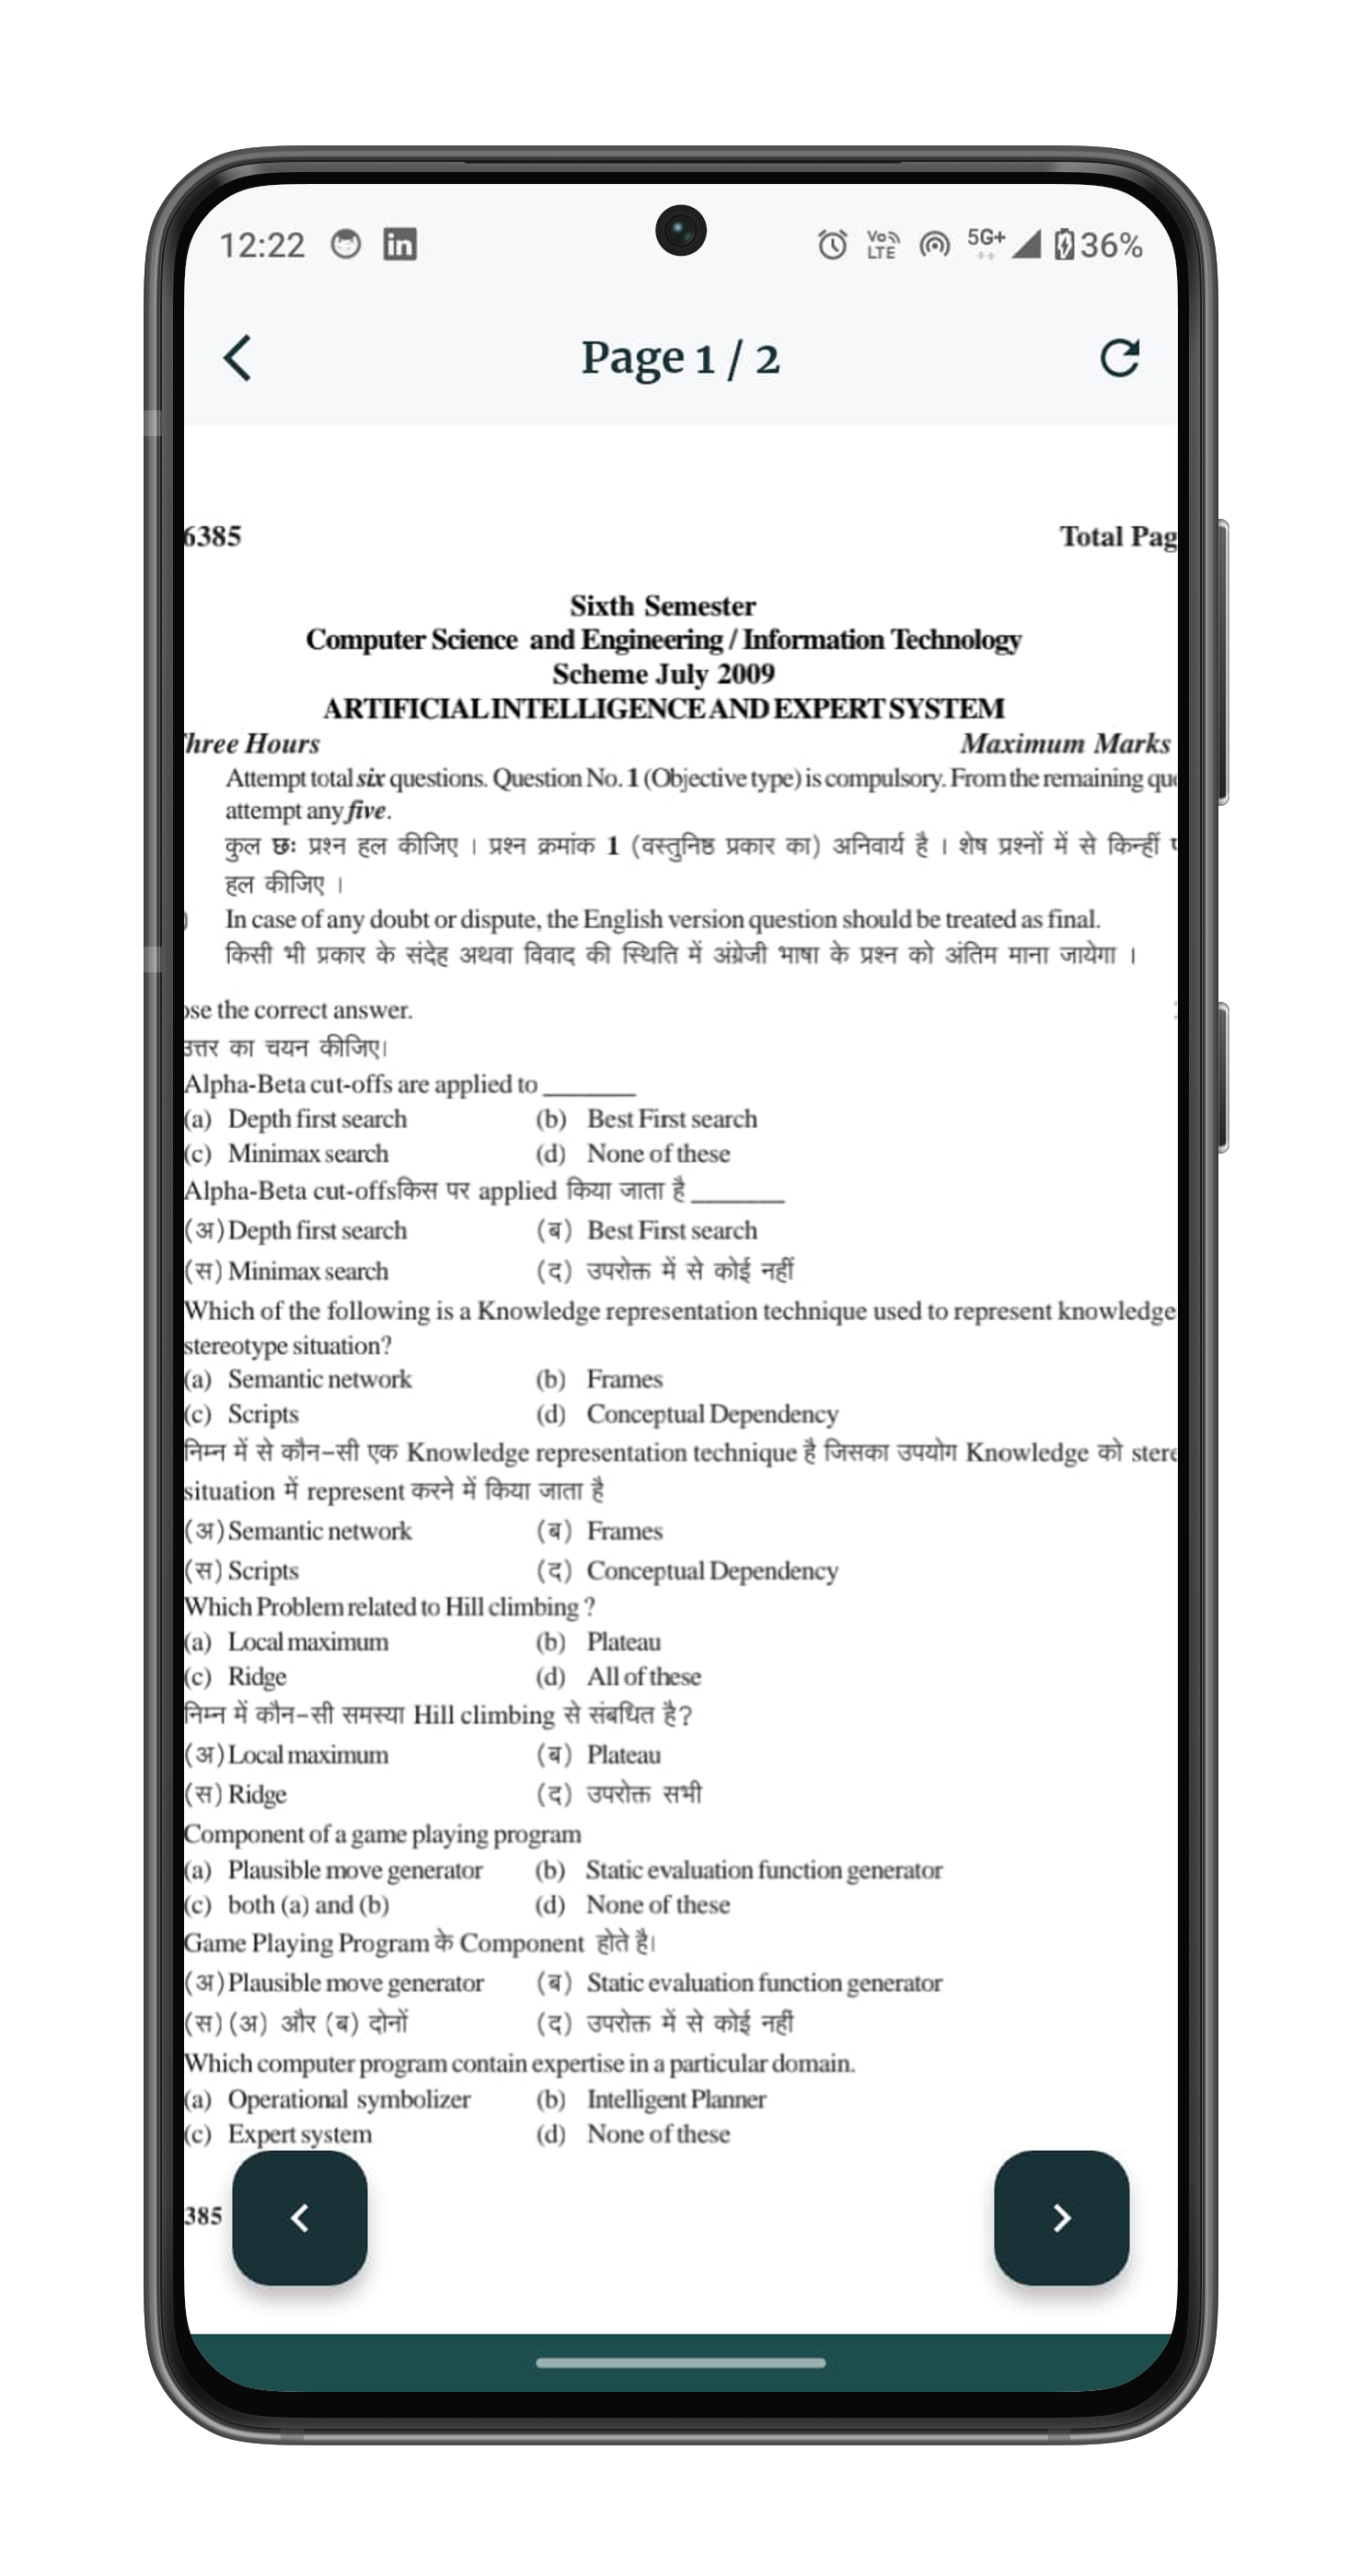 12:22 in Vo LTE 5G+ 36%
Page 1 / 2
6385 Total Pag
Sixth Semester
Computer Science and Engineering / Information Technology
Scheme July 2009
ARTIFICIAL INTELLIGENCE AND EXPERT SYSTEM
hree Hours Maximum Marks
Attempt total six questions. Question No. 1 (Objective type) is compulsory. From the remaining que
attempt any five.
कुल छः प्रश्न हल कीजिए । प्रश्न क्रमांक 1 (वस्तुनिष्ठ प्रकार का) अनिवार्य है । शेष प्रश्नों में से किन्हीं
हल कीजिए ।
) In case of any doubt or dispute, the English version question should be treated as final.
किसी भी प्रकार के संदेह अथवा विवाद की स्थिति में अंग्रेजी भाषा के प्रश्न को अंतिम माना जायेगा ।
ose the correct answer.
उत्तर का चयन कीजिए।
Alpha-Beta cut-offs are applied to _______
(a) Depth first search (b) Best First search
(c) Minimax search (d) None of these
Alpha-Beta cut-offsकिस पर applied किया जाता है _______
(अ) Depth first search (ब) Best First search
(स) Minimax search (द) उपरोक्त में से कोई नहीं
Which of the following is a Knowledge representation technique used to represent knowledge
stereotype situation?
(a) Semantic network (b) Frames
(c) Scripts (d) Conceptual Dependency
निम्न में से कौन-सी एक Knowledge representation technique है जिसका उपयोग Knowledge को stere
situation में represent करने में किया जाता है
(अ) Semantic network (ब) Frames
(स) Scripts (द) Conceptual Dependency
Which Problem related to Hill climbing ?
(a) Local maximum (b) Plateau
(c) Ridge (d) All of these
निम्न में कौन-सी समस्या Hill climbing से संबधित है?
(अ) Local maximum (ब) Plateau
(स) Ridge (द) उपरोक्त सभी
Component of a game playing program
(a) Plausible move generator (b) Static evaluation function generator
(c) both (a) and (b) (d) None of these
Game Playing Program के Component होते है।
(अ) Plausible move generator (ब) Static evaluation function generator
(स) (अ) और (ब) दोनों (द) उपरोक्त में से कोई नहीं
Which computer program contain expertise in a particular domain.
(a) Operational symbolizer (b) Intelligent Planner
(c) Expert system (d) None of these
385